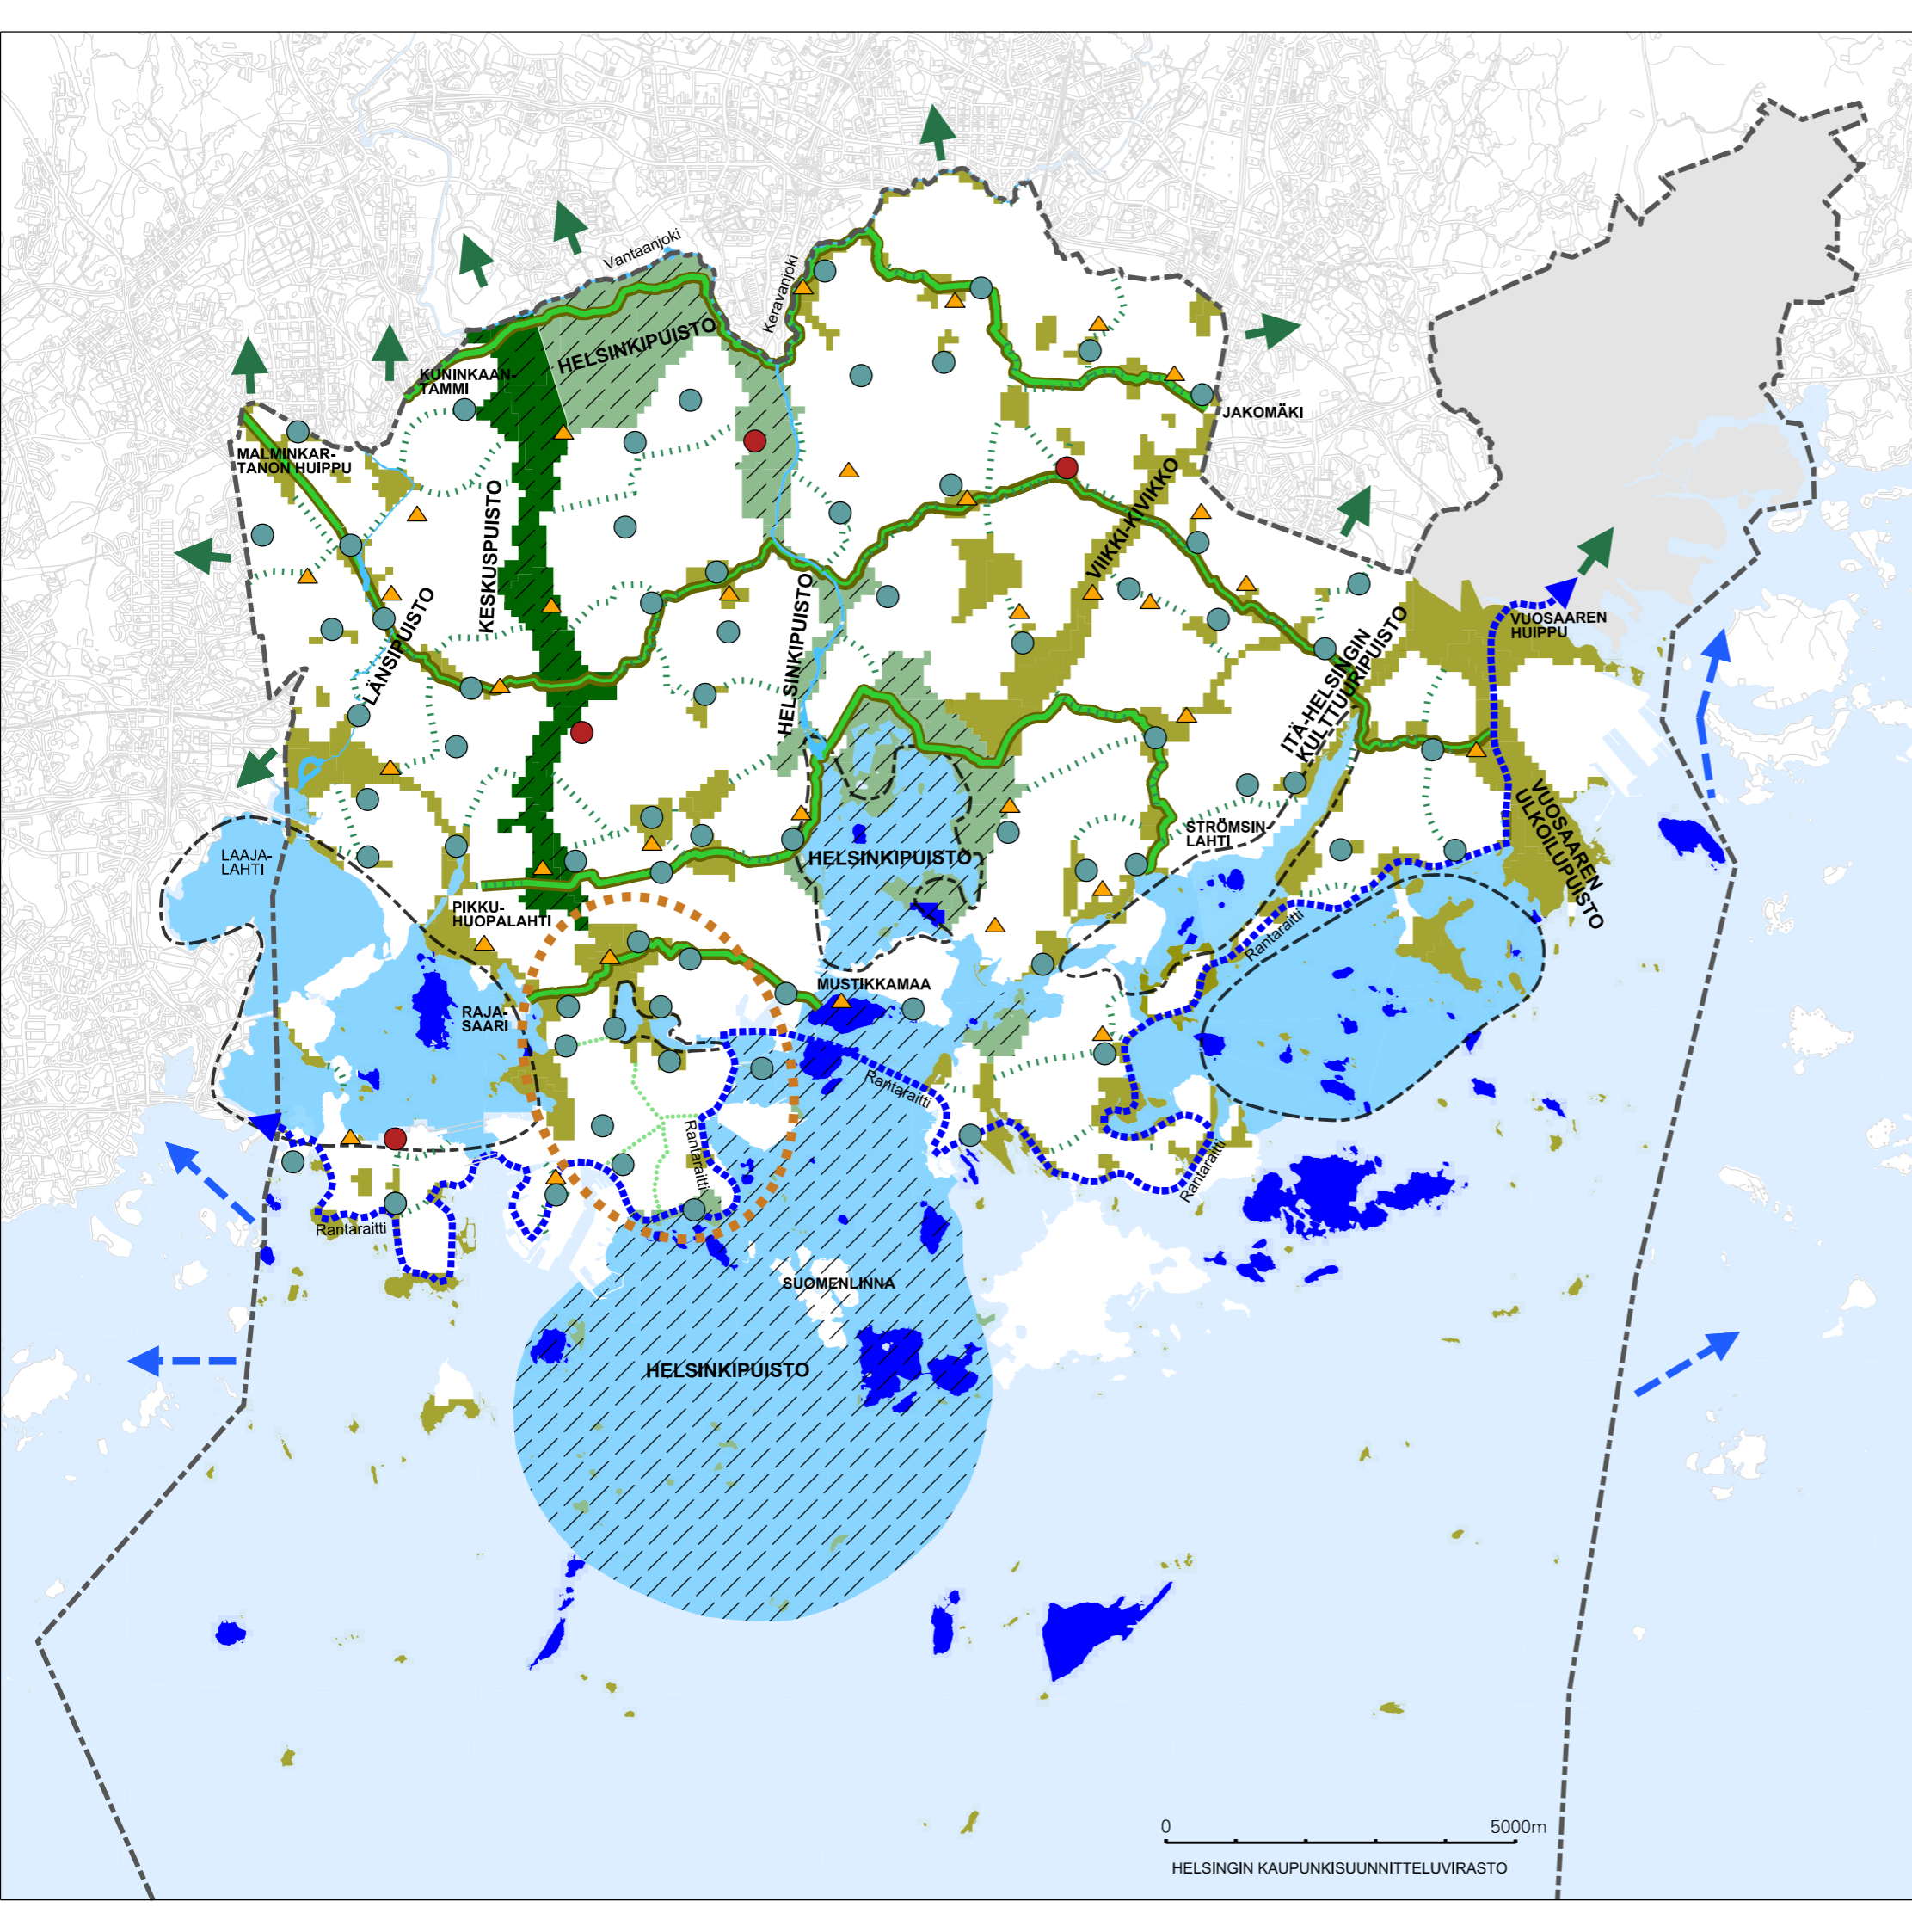 Vantaanjoki
Keravanjoki
HELSINKIPUISTO
KUNINKAAN-
TAMMI
JAKOMÄKI
MALMINKAR-
TANON HUIPPU
KESKUSPUISTO
VIIKKI-KIVIKKO
LÄNSIPUISTO
HELSINKIPUISTO
VUOSAAREN
HUIPPU
ITÄ-HELSINGIN
KULTTUURIPUISTO
VUOSAAREN
ULKOILUPUISTO
STRÖMSIN-
LAHTI
LAAJA-
LAHTI
HELSINKIPUISTO
PIKKU-
HUOPALAHTI
Rantaraitti
MUSTIKKAMAA
RAJA-
SAARI
Rantaraitti
Rantaraitti
Rantaraitti
Rantaraitti
SUOMENLINNA
HELSINKIPUISTO
0 5000m
HELSINGIN KAUPUNKISUUNNITTELUVIRASTO